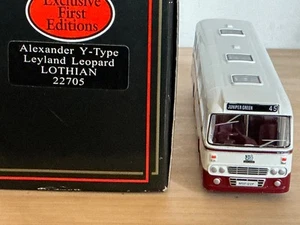 Exclusive
First
Editions
Alexander Y-Type
Leyland Leopard
LOTHIAN
22705
JUNIPER GREEN 45